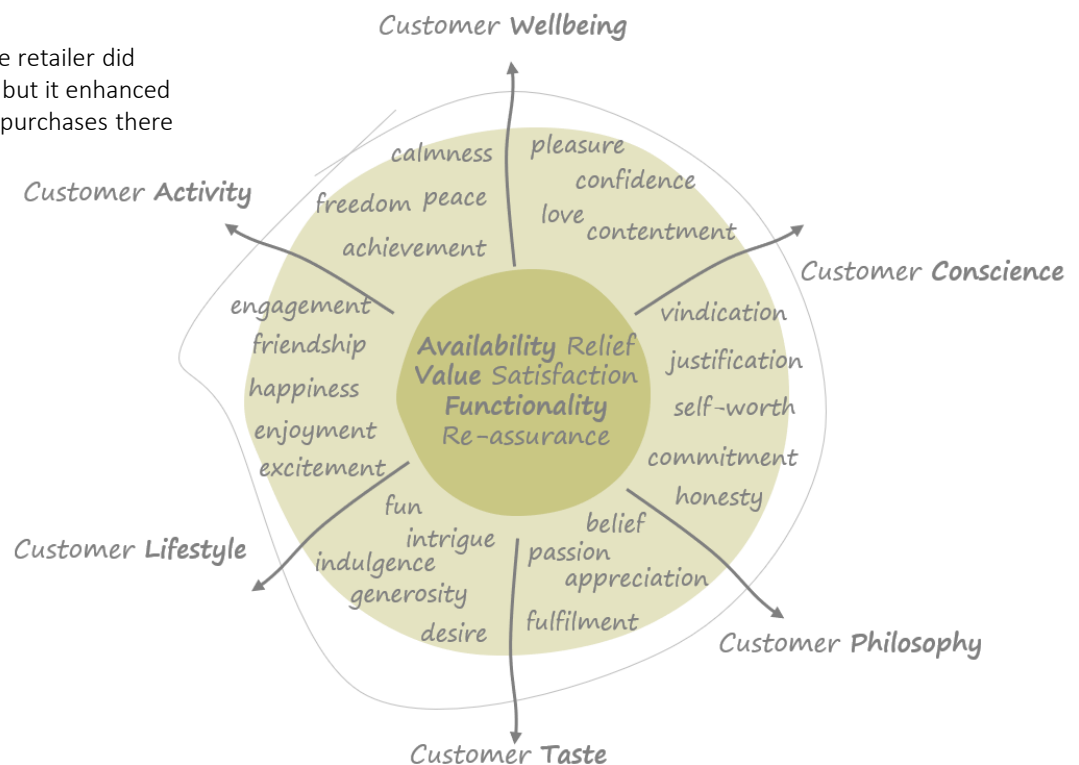 Customer Wellbeing
e retailer did
but it enhanced
purchases there
calmness
pleasure
confidence
Customer Activity
freedom peace
love
contentment
achievement
Customer Conscience
engagement
vindication
friendship
Availability Relief
justification
Value Satisfaction
happiness
Functionality
self-worth
enjoyment
Re-assurance
excitement
commitment
honesty
fun
belief
intrigue
passion
Customer Lifestyle
indulgence
appreciation
generosity
fulfilment
desire
Customer Philosophy
Customer Taste